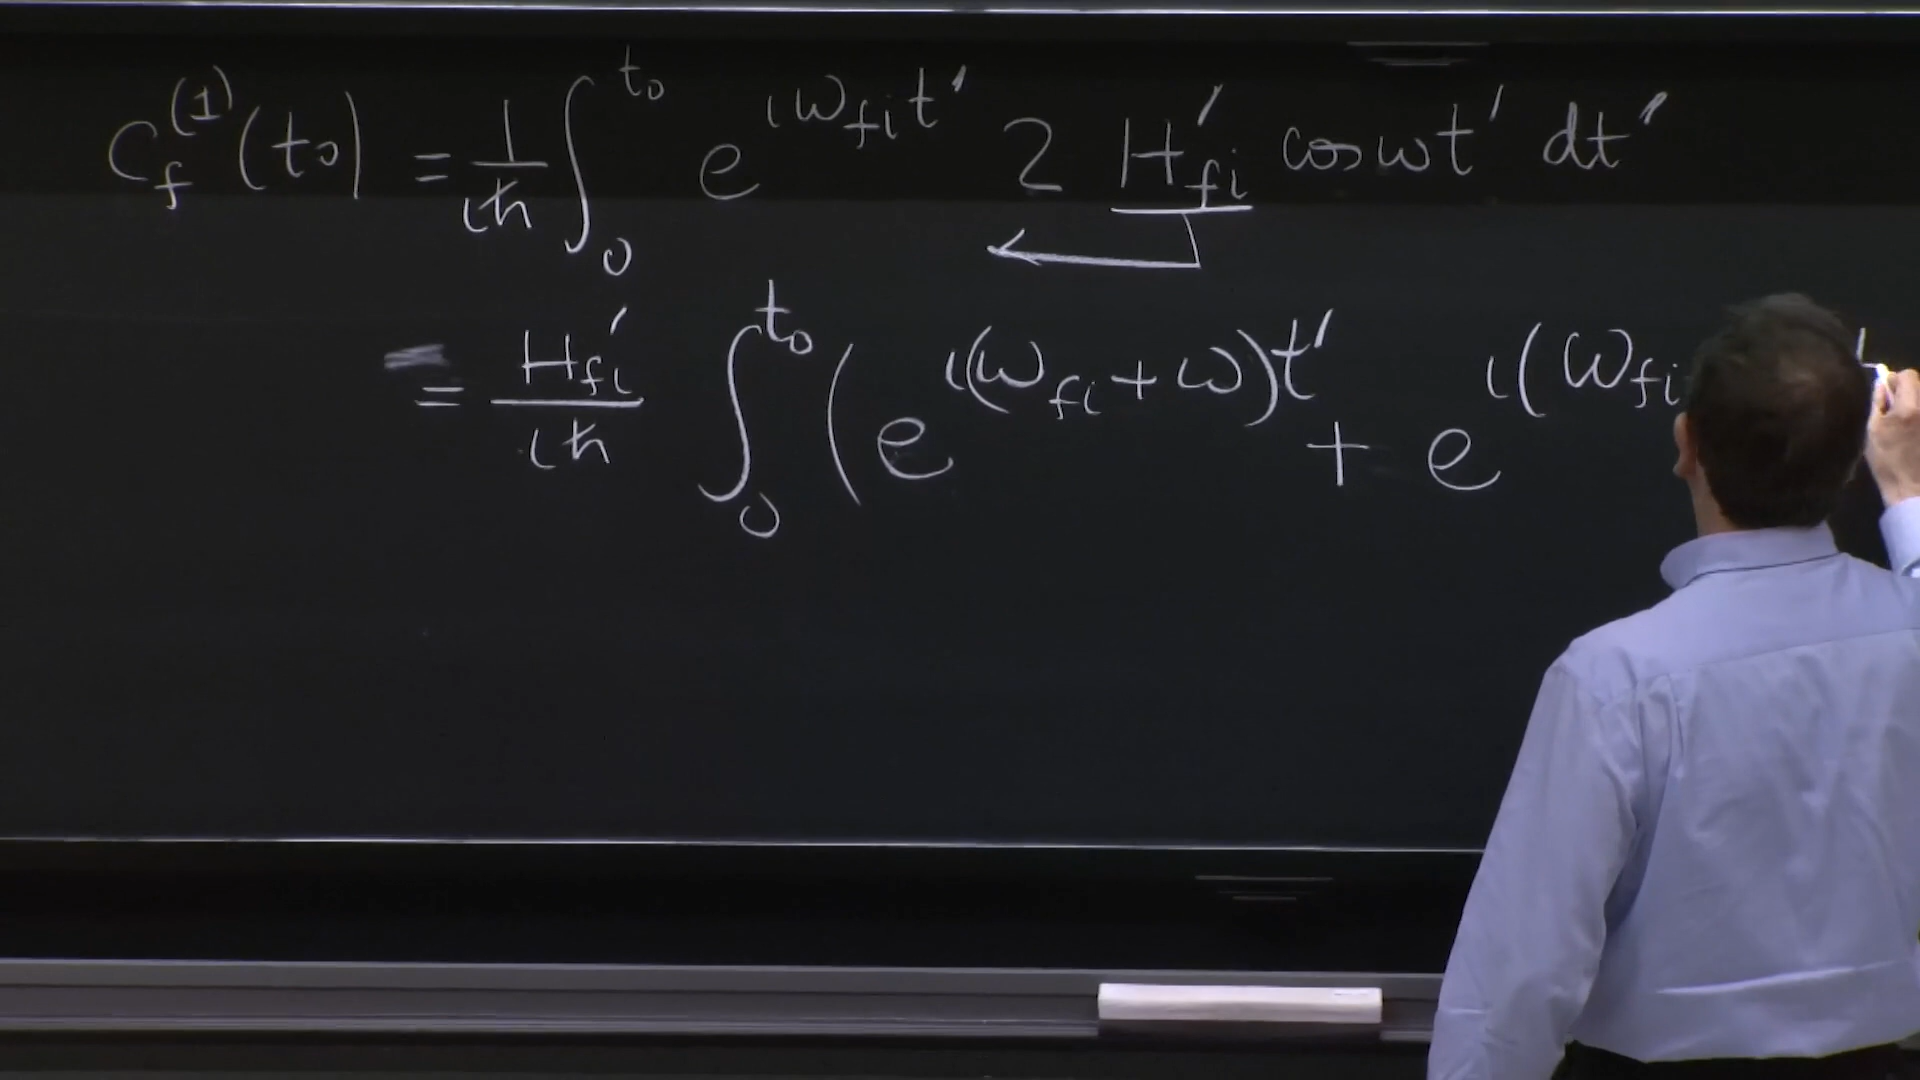 C_f^{(1)}(t_0) = \frac{1}{i\hbar} \int_0^{t_0} e^{i\omega_{fi}t'} 2 H'_{fi} \cos\omega t' dt'
= \frac{H'_{fi}}{i\hbar} \int_0^{t_0} ( e^{i(\omega_{fi}+\omega)t'} + e^{i(\omega_{fi}